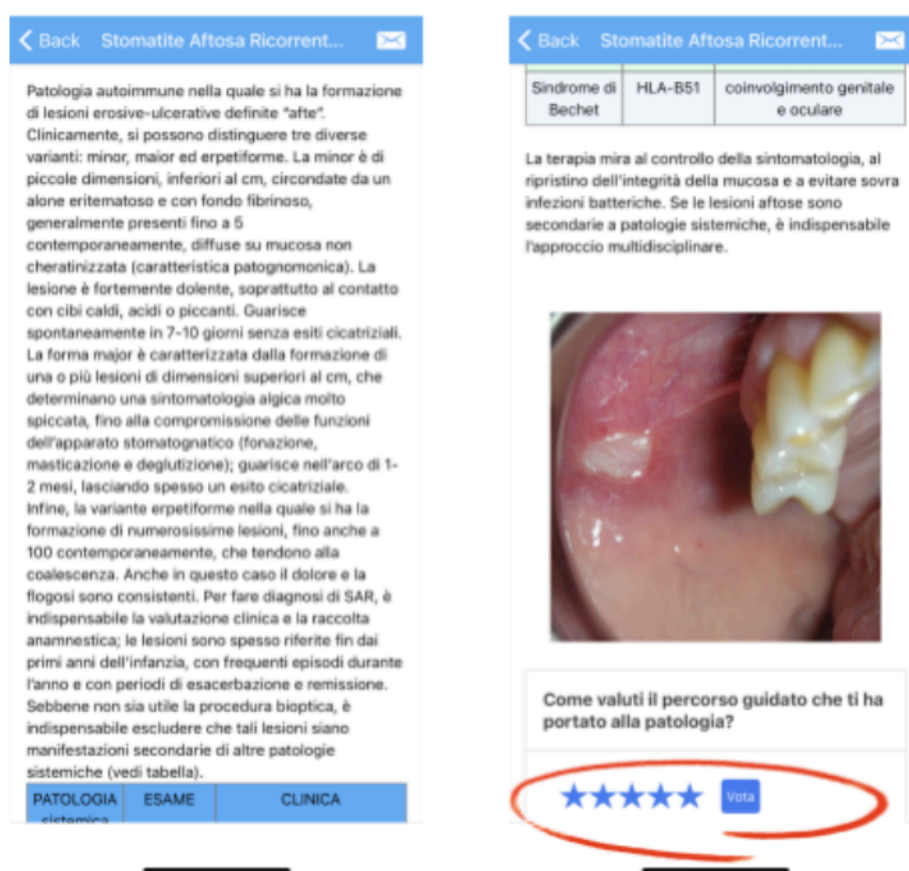 Back Stomatite Aftosa Ricorrent...
Patologia autoimmune nella quale si ha la formazione
di lesioni erosive-ulcerative definite “afte”.
Clinicamente, si possono distinguere tre diverse
varianti: minor, maior ed erpetiforme. La minor è di
piccole dimensioni, inferiori al cm, circondate da un
alone eritematoso e con fondo fibrinoso,
generalmente presenti fino a 5
contemporaneamente, diffuse su mucosa non
cheratinizzata (caratteristica patognomonica). La
lesione è fortemente dolente, soprattutto al contatto
con cibi caldi, acidi o piccanti. Guarisce
spontaneamente in 7-10 giorni senza esiti cicatriziali.
La forma major è caratterizzata dalla formazione di
una o più lesioni di dimensioni superiori al cm, che
determinano una sintomatologia algica molto
spiccata, fino alla compromissione delle funzioni
dell'apparato stomatognatico (fonazione,
masticazione e deglutizione); guarisce nell'arco di 1-
2 mesi, lasciando spesso un esito cicatriziale.
Infine, la variante erpetiforme nella quale si ha la
formazione di numerosissime lesioni, fino anche a
100 contemporaneamente, che tendono alla
coalescenza. Anche in questo caso il dolore e la
flogosi sono consistenti. Per fare diagnosi di SAR, è
indispensabile la valutazione clinica e la raccolta
anamnestica; le lesioni sono spesso riferite fin dai
primi anni dell'infanzia, con frequenti episodi durante
l'anno e con periodi di esacerbazione e remissione.
Sebbene non sia utile la procedura bioptica, è
indispensabile escludere che tali lesioni siano
manifestazioni secondarie di altre patologie
sistemiche (vedi tabella).
PATOLOGIA ESAME CLINICA
sistemica
Back Stomatite Aftosa Ricorrent...
Sindrome di HLA-B51 coinvolgimento genitale
Bechet e oculare
La terapia mira al controllo della sintomatologia, al
ripristino dell'integrità della mucosa e a evitare sovra
infezioni batteriche. Se le lesioni aftose sono
secondarie a patologie sistemiche, è indispensabile
l'approccio multidisciplinare.
Come valuti il percorso guidato che ti ha
portato alla patologia?
Vota